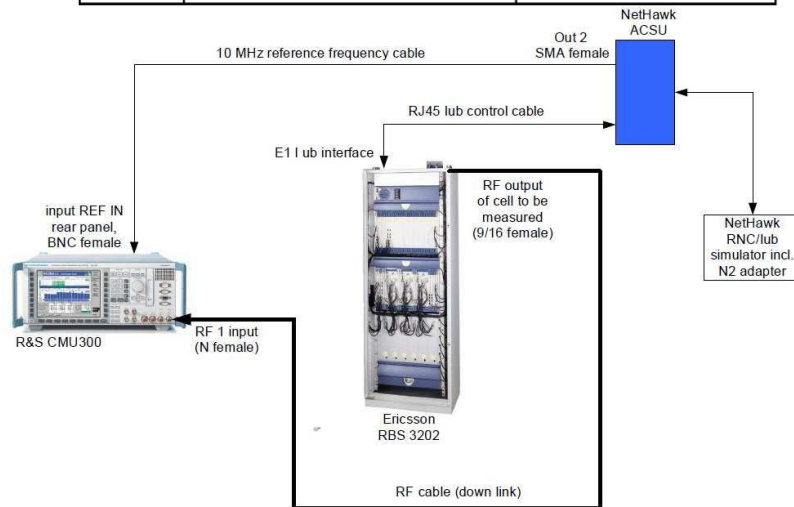 NetHawk
ACSU
Out 2
SMA female
10 MHz reference frequency cable
RJ45 Iub control cable
E1 I ub interface
RF output
of cell to be
measured
(9/16 female)
input REF IN
rear panel,
BNC female
NetHawk
RNC/Iub
simulator incl.
N2 adapter
RF 1 input
(N female)
R&S CMU300
Ericsson
RBS 3202
RF cable (down link)